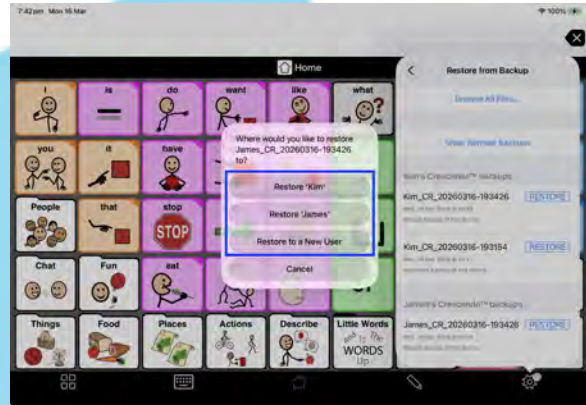 7:42 pm Mon 16 Mar
100%
Home
I
is
do
want
like
what
you
it
have
People
that
stop
STOP
Chat
Fun
eat
Things
Food
Places
Actions
Describe
Little Words
to The
WORDS
Up
Where would you like to restore
James_CR_20260316-193426
to?
Restore 'Kim'
Restore 'James'
Restore to a New User
Cancel
Restore from Backup
Browse All Files...
Kim's Crescendo™ backups
Kim_CR_20260316-193426
RESTORE
Kim_CR_20260316-193154
RESTORE
James's Crescendo™ backups
James_CR_20260316-193426
RESTORE